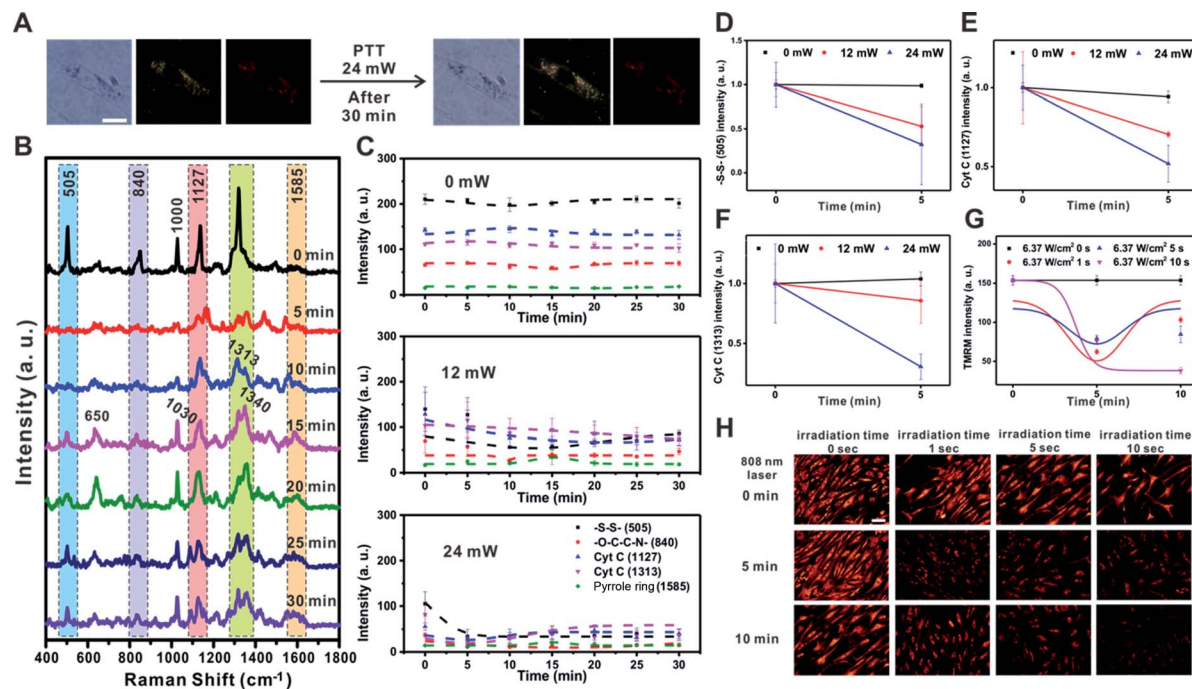 A
PTT
24 mW
After
30 min
B
505
840
1000
1127
1585
0 min
5 min
10 min
1313
1340
650
1030
15 min
20 min
25 min
30 min
Intensity (a. u.)
400 600 800 1000 1200 1400 1600 1800
Raman Shift (cm⁻¹)
C
300
200
100
0
0 mW
Intensity (a. u.)
0 5 10 15 20 25 30
Time (min)
300
200
100
0
12 mW
Intensity (a. u.)
0 5 10 15 20 25 30
Time (min)
300
200
100
0
24 mW
-S-S- (505)
-O-C-C-N- (840)
Cyt C (1127)
Cyt C (1313)
Pyrrole ring (1585)
Intensity (a. u.)
0 5 10 15 20 25 30
Time (min)
D
0 mW 12 mW 24 mW
1.5
1.0
0.5
0.0
-S-S- (505) intensity (a. u.)
0 5
Time (min)
E
0 mW 12 mW 24 mW
1.0
0.5
Cyt C (1127) intensity (a. u.)
0 5
Time (min)
F
0 mW 12 mW 24 mW
1.0
0.5
Cyt C (1313) intensity (a. u.)
0 5
Time (min)
G
6.37 W/cm² 0 s 6.37 W/cm² 5 s
6.37 W/cm² 1 s 6.37 W/cm² 10 s
200
150
100
50
TMRM intensity (a. u.)
0 5 10
Time (min)
H
irradiation time irradiation time irradiation time irradiation time
0 sec 1 sec 5 sec 10 sec
808 nm
laser
0 min
5 min
10 min